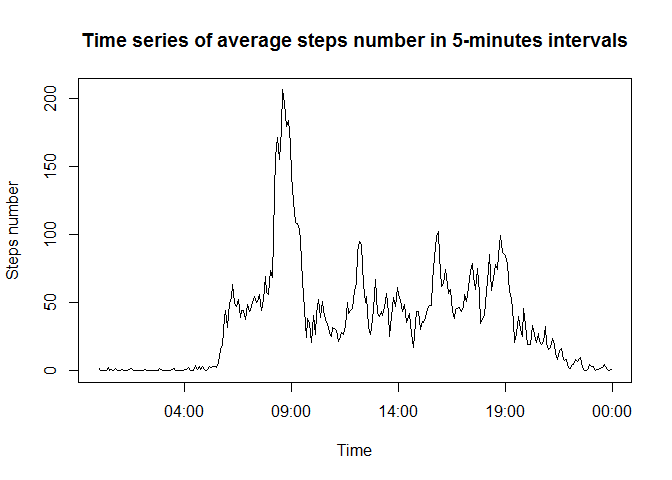 Time series of average steps number in 5-minutes intervals
200
150
100
50
0
Steps number
04:00 09:00 14:00 19:00 00:00
Time